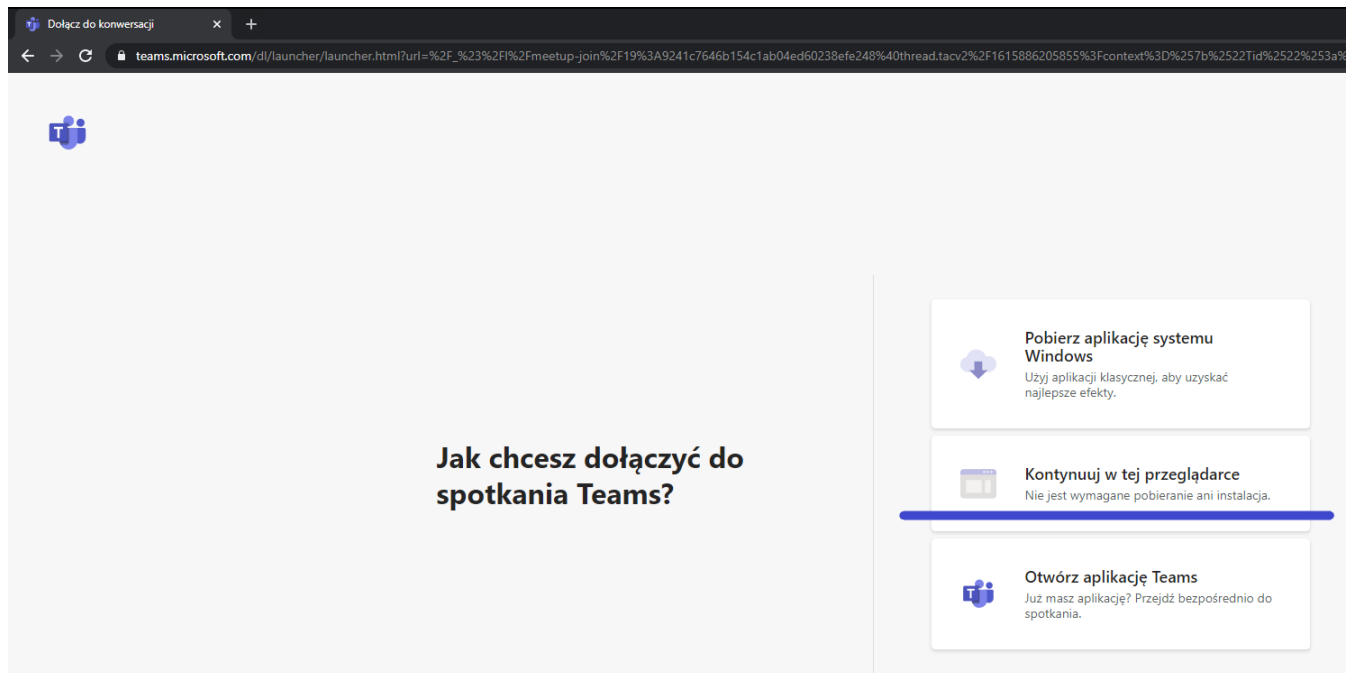 Dołącz do konwersacji
teams.microsoft.com/dl/launcher/launcher.html?url=%2F_%23%2Fl%2Fmeetup-join%2F19%3A9241c7646b154c1ab04ed60238efe248%40thread.tacv2%2F1615886205855%3Fcontext%3D%257b%2522Tid%2522%253a%
Pobierz aplikację systemu
Windows
Użyj aplikacji klasycznej, aby uzyskać
najlepsze efekty.
Jak chcesz dołączyć do
spotkania Teams?
Kontynuuj w tej przeglądarce
Nie jest wymagane pobieranie ani instalacja.
Otwórz aplikację Teams
Już masz aplikację? Przejdź bezpośrednio do
spotkania.